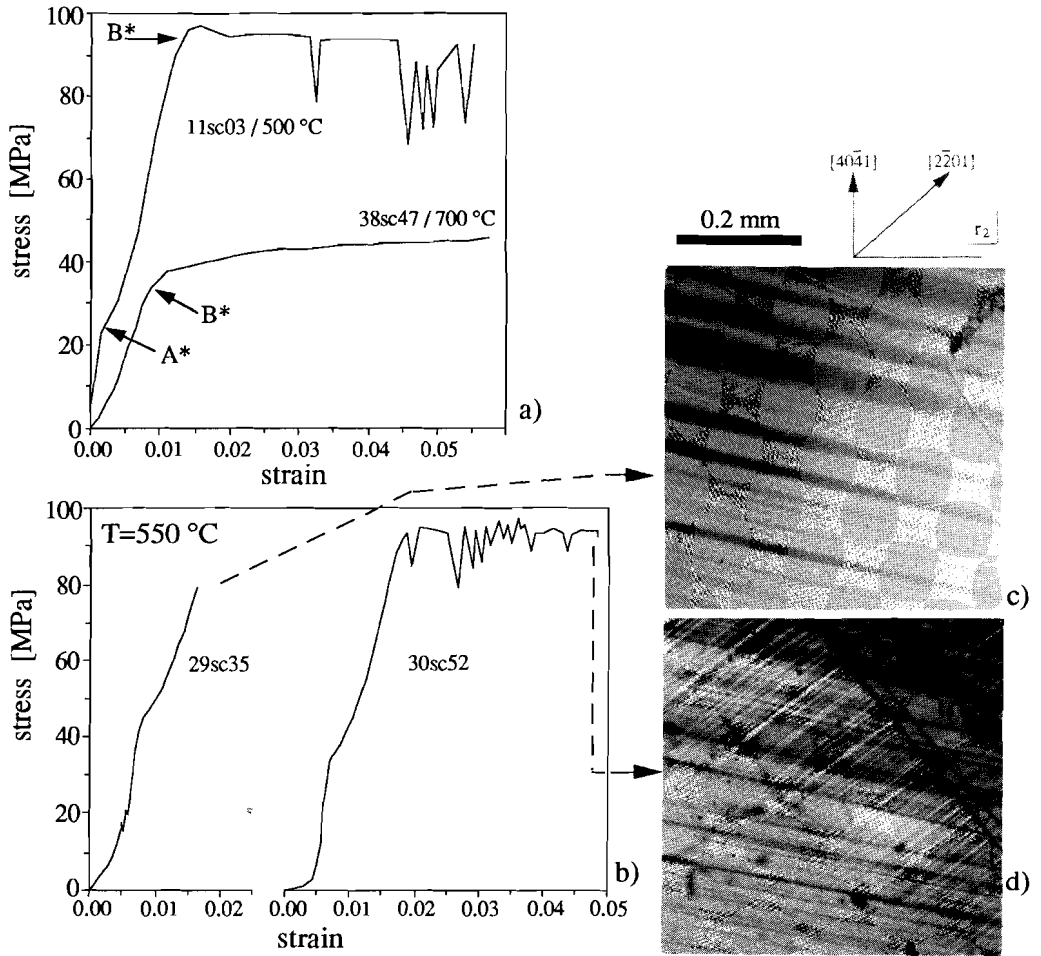 100
80
60
40
20
0
stress [MPa]
B*
11sc03 / 500 °C
38sc47 / 700 °C
B*
A*
0.00 0.01 0.02 0.03 0.04 0.05
strain
a)
T=550 °C
100
80
60
40
20
0
stress [MPa]
29sc35
30sc52
0.00 0.01 0.02
0.00 0.01 0.02 0.03 0.04 0.05
strain
b)
[404̄1] [22̄01]
0.2 mm
r₂
c)
d)